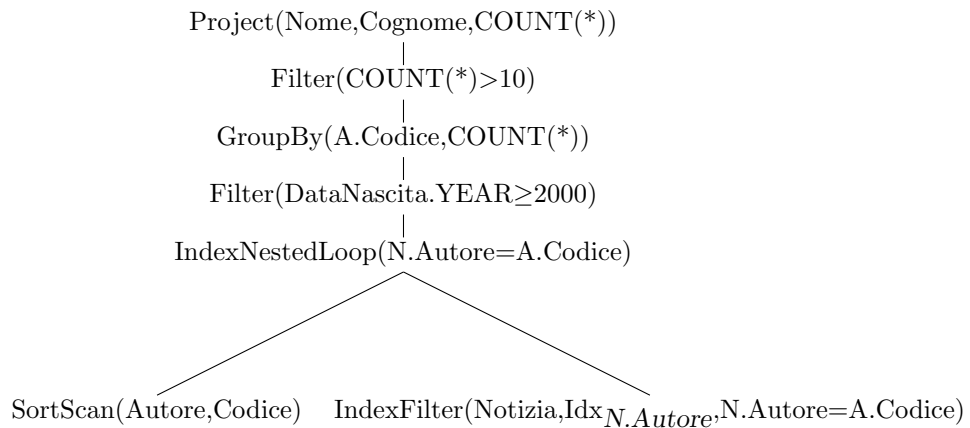 Project(Nome,Cognome,COUNT(*))
Filter(COUNT(*)>10)
GroupBy(A.Codice,COUNT(*))
Filter(DataNascita.YEAR≥2000)
IndexNestedLoop(N.Autore=A.Codice)
SortScan(Autore,Codice) IndexFilter(Notizia,Idx_N.Autore,N.Autore=A.Codice)